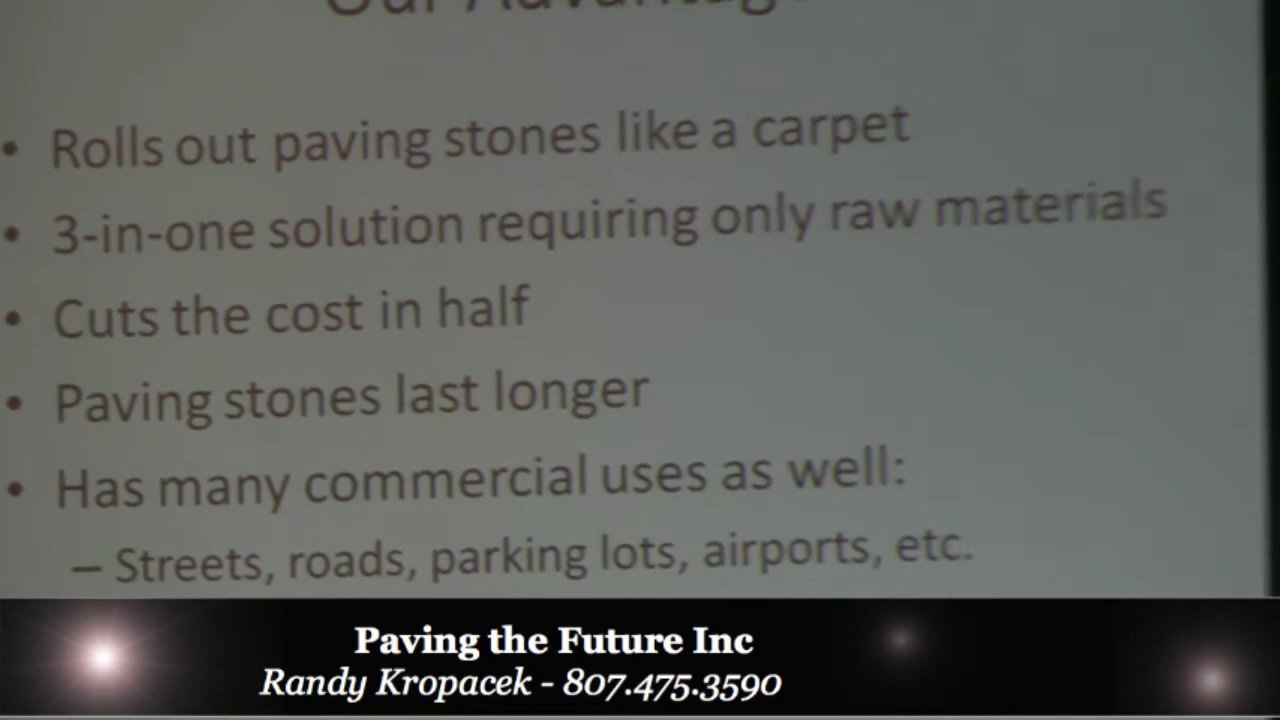 Our Advantage
• Rolls out paving stones like a carpet
• 3-in-one solution requiring only raw materials
• Cuts the cost in half
• Paving stones last longer
• Has many commercial uses as well:
– Streets, roads, parking lots, airports, etc.
Paving the Future Inc
Randy Kropacek - 807.475.3590